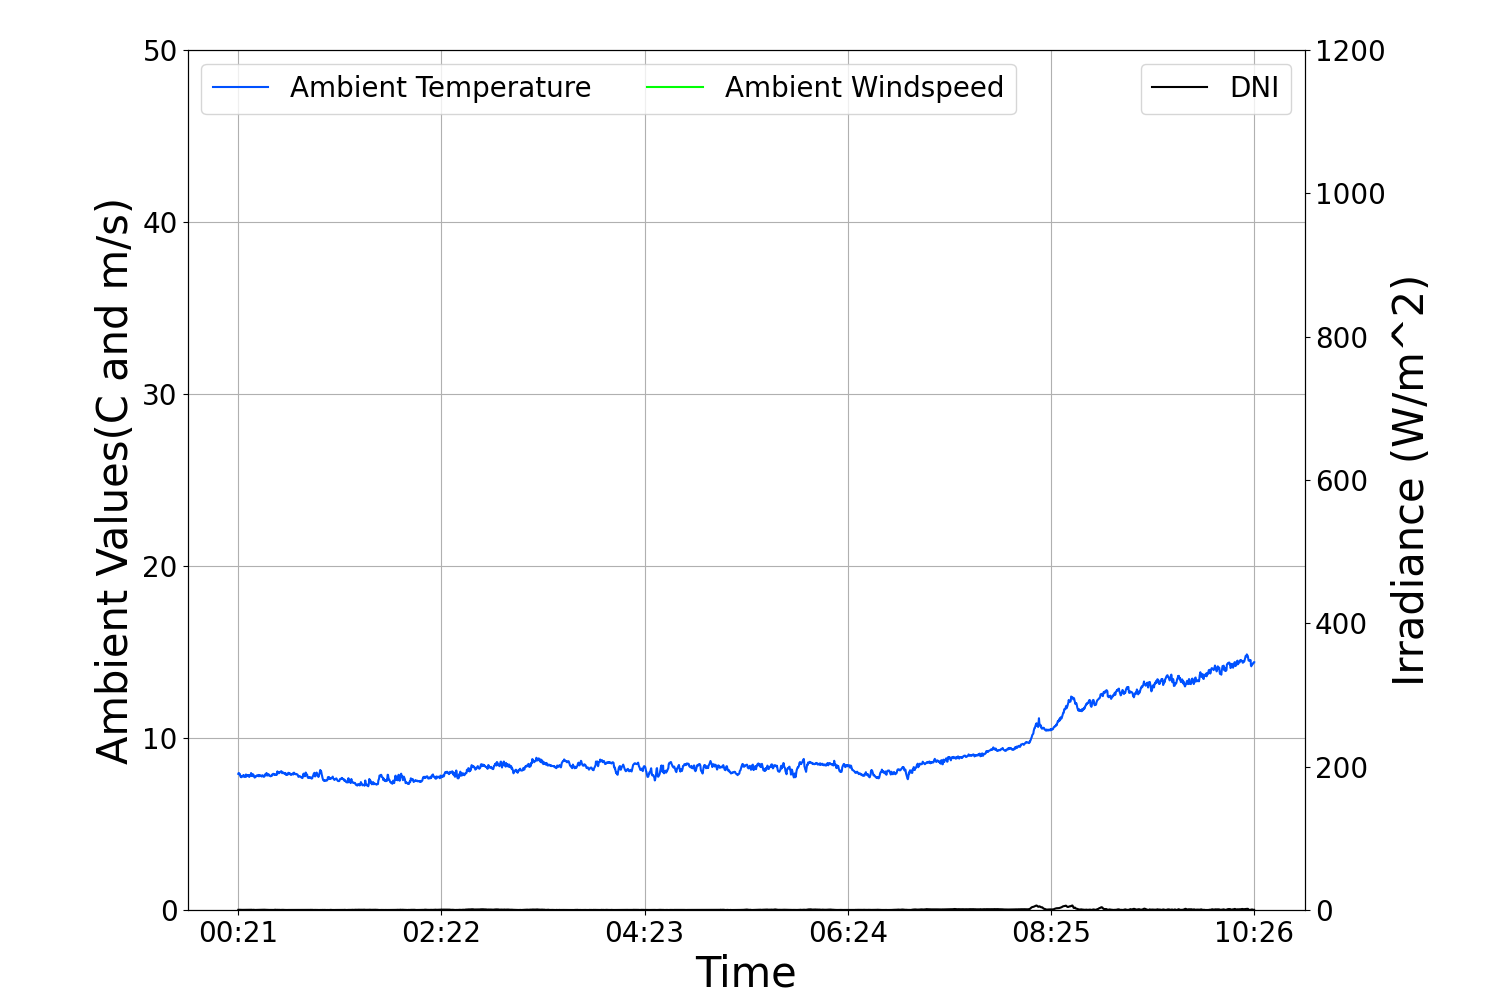 Ambient Temperature
Ambient Windspeed
DNI
50
40
30
20
10
0
Ambient Values(C and m/s)
1200
1000
800
600
400
200
0
Irradiance (W/m^2)
00:21 02:22 04:23 06:24 08:25 10:26
Time